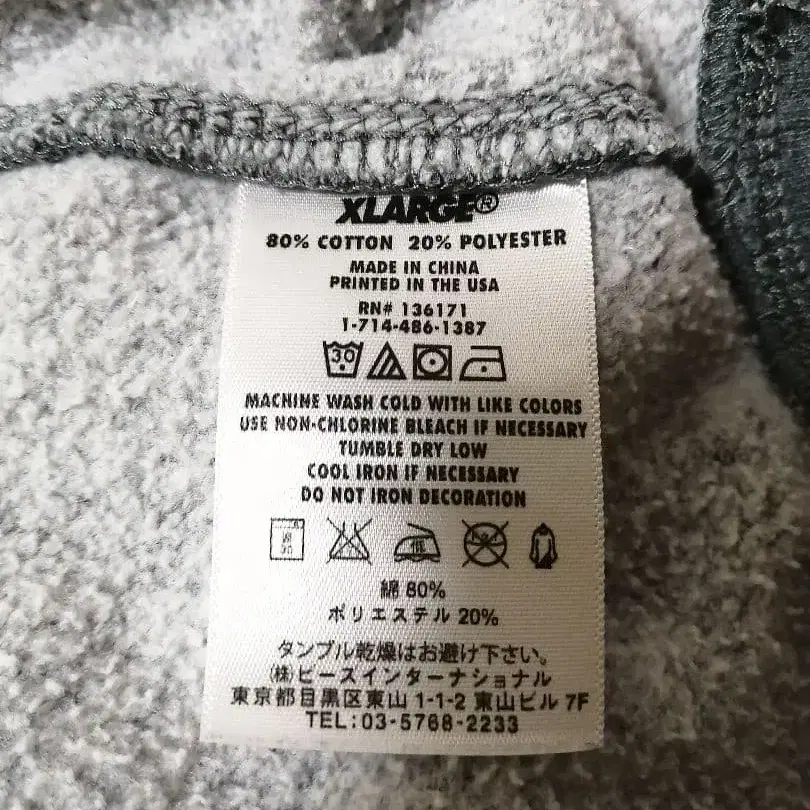 XLARGE®
80% COTTON 20% POLYESTER
MADE IN CHINA
PRINTED IN THE USA
RN# 136171
1-714-486-1387
30
MACHINE WASH COLD WITH LIKE COLORS
USE NON-CHLORINE BLEACH IF NECESSARY
TUMBLE DRY LOW
COOL IRON IF NECESSARY
DO NOT IRON DECORATION
低
綿 80%
ポリエステル 20%
タンブル乾燥はお避け下さい。
(株)ビースインターナショナル
東京都目黒区東山 1-1-2 東山ビル 7F
TEL:03-5768-2233